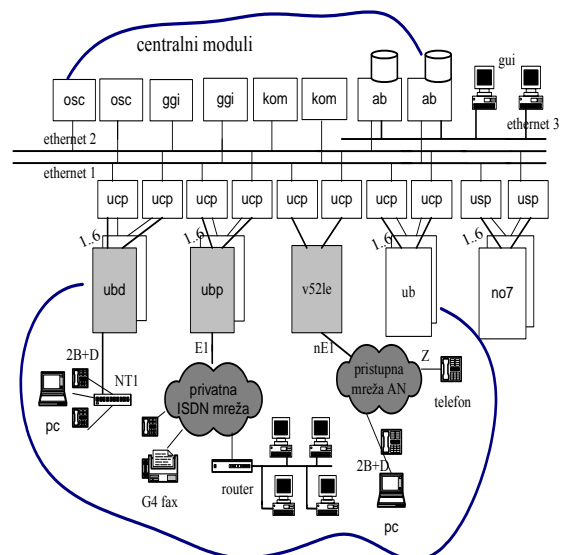 centralni moduli
gui
osc osc ggi ggi kom kom ab ab
ethernet 3
ethernet 2
ethernet 1
ucp ucp ucp ucp ucp ucp ucp ucp usp usp
1..6 1..6 1..6 1..6
ubd ubp v52le ub no7
E1 nE1
2B+D
NT1
pc
privatna
ISDN mreža
pristupna
mreža AN
Z
telefon
G4 fax
router
2B+D
pc